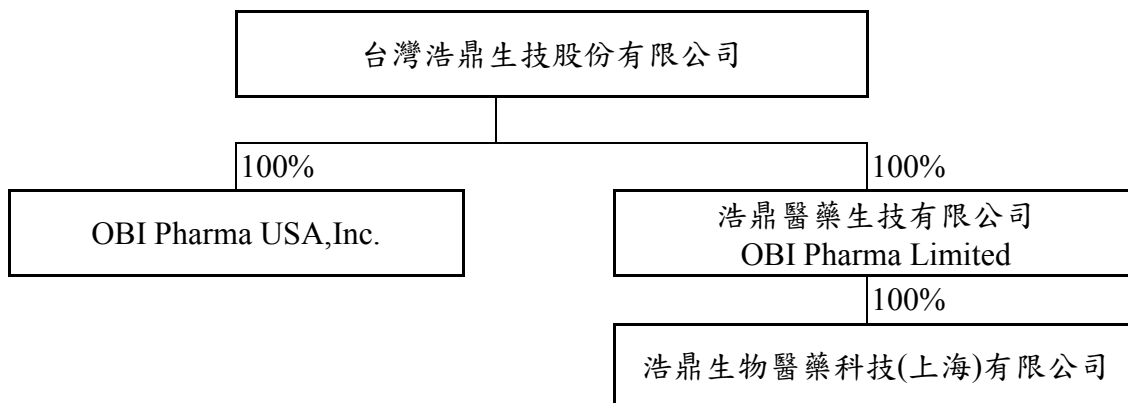 台灣浩鼎生技股份有限公司
100%
100%
OBI Pharma USA,Inc.
浩鼎醫藥生技有限公司
OBI Pharma Limited
100%
浩鼎生物醫藥科技(上海)有限公司